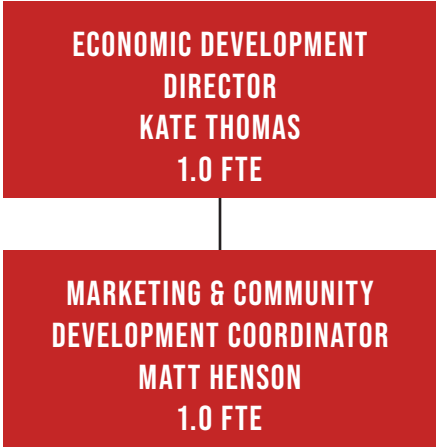 ECONOMIC DEVELOPMENT
DIRECTOR
KATE THOMAS
1.0 FTE
MARKETING & COMMUNITY
DEVELOPMENT COORDINATOR
MATT HENSON
1.0 FTE